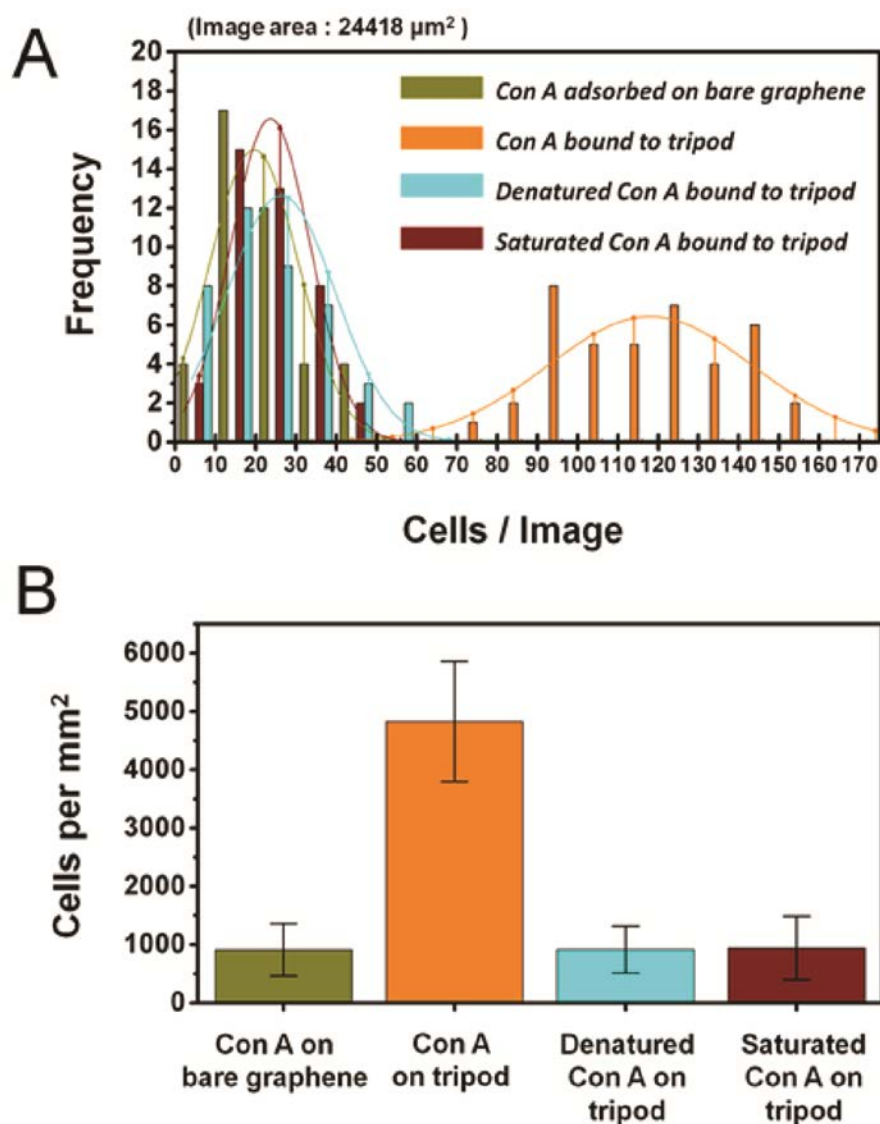 (Image area : 24418 µm²)
A
20
18
16
14
12
10
8
6
4
2
0
Frequency
Con A adsorbed on bare graphene
Con A bound to tripod
Denatured Con A bound to tripod
Saturated Con A bound to tripod
0 10 20 30 40 50 60 70 80 90 100 110 120 130 140 150 160 170
Cells / Image
B
6000
5000
4000
3000
2000
1000
0
Cells per mm²
Con A on
bare graphene
Con A
on tripod
Denatured
Con A on
tripod
Saturated
Con A on
tripod